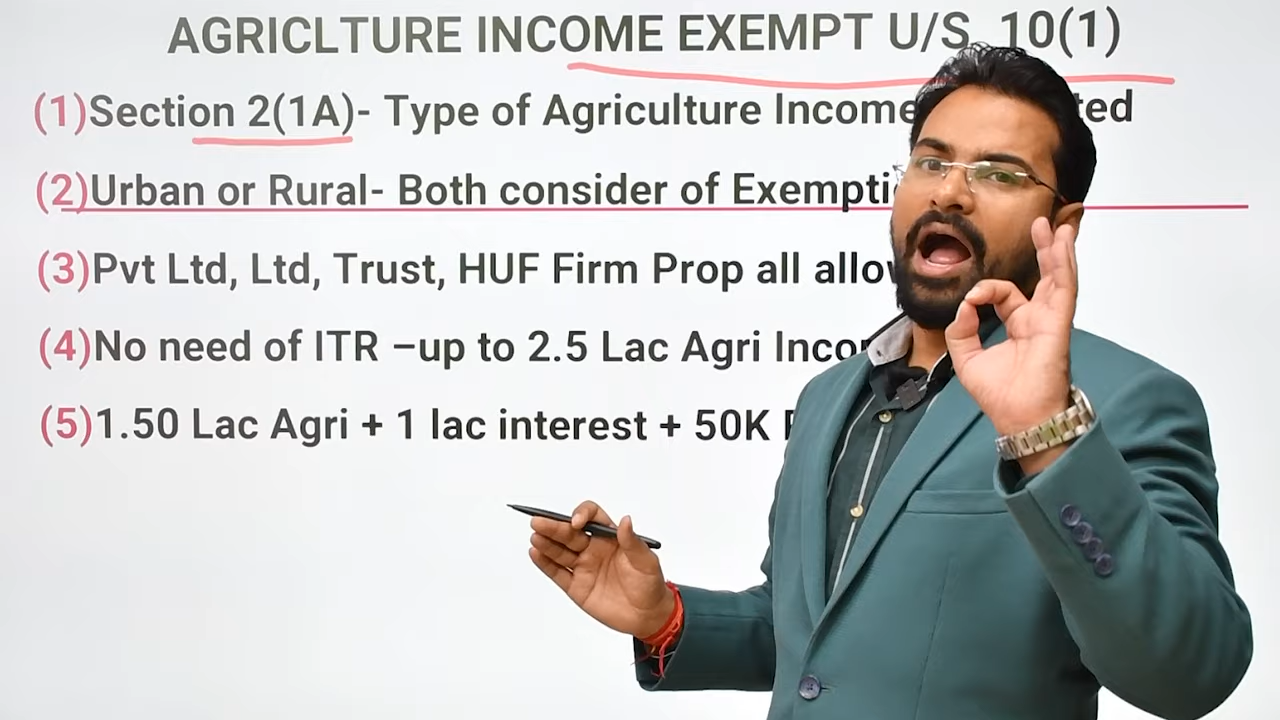 AGRICLTURE INCOME EXEMPT U/S 10(1)
(1)Section 2(1A)- Type of Agriculture Income
(2)Urban or Rural- Both consider of
(3)Pvt Ltd, Ltd, Trust, HUF Firm Prop all
(4)No need of ITR –up to 2.5 Lac Agri
(5)1.50 Lac Agri + 1 lac interest + 50K